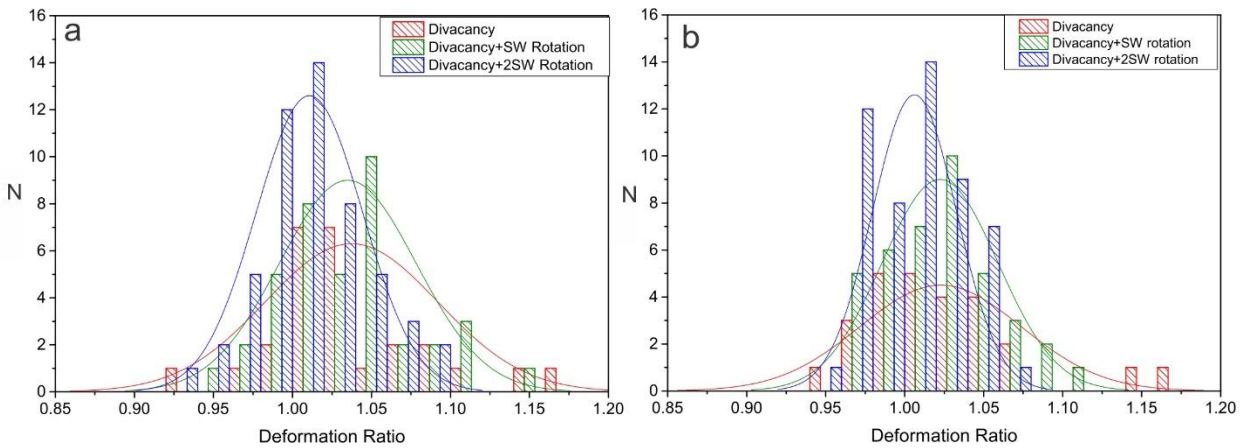 a
Divacancy
Divacancy+SW Rotation
Divacancy+2SW Rotation
16
14
12
10
8
6
4
2
0
N
0.85 0.90 0.95 1.00 1.05 1.10 1.15 1.20
Deformation Ratio
b
Divacancy
Divacancy+SW rotation
Divacancy+2SW rotation
16
14
12
10
8
6
4
2
0
N
0.85 0.90 0.95 1.00 1.05 1.10 1.15 1.20
Deformation Ratio